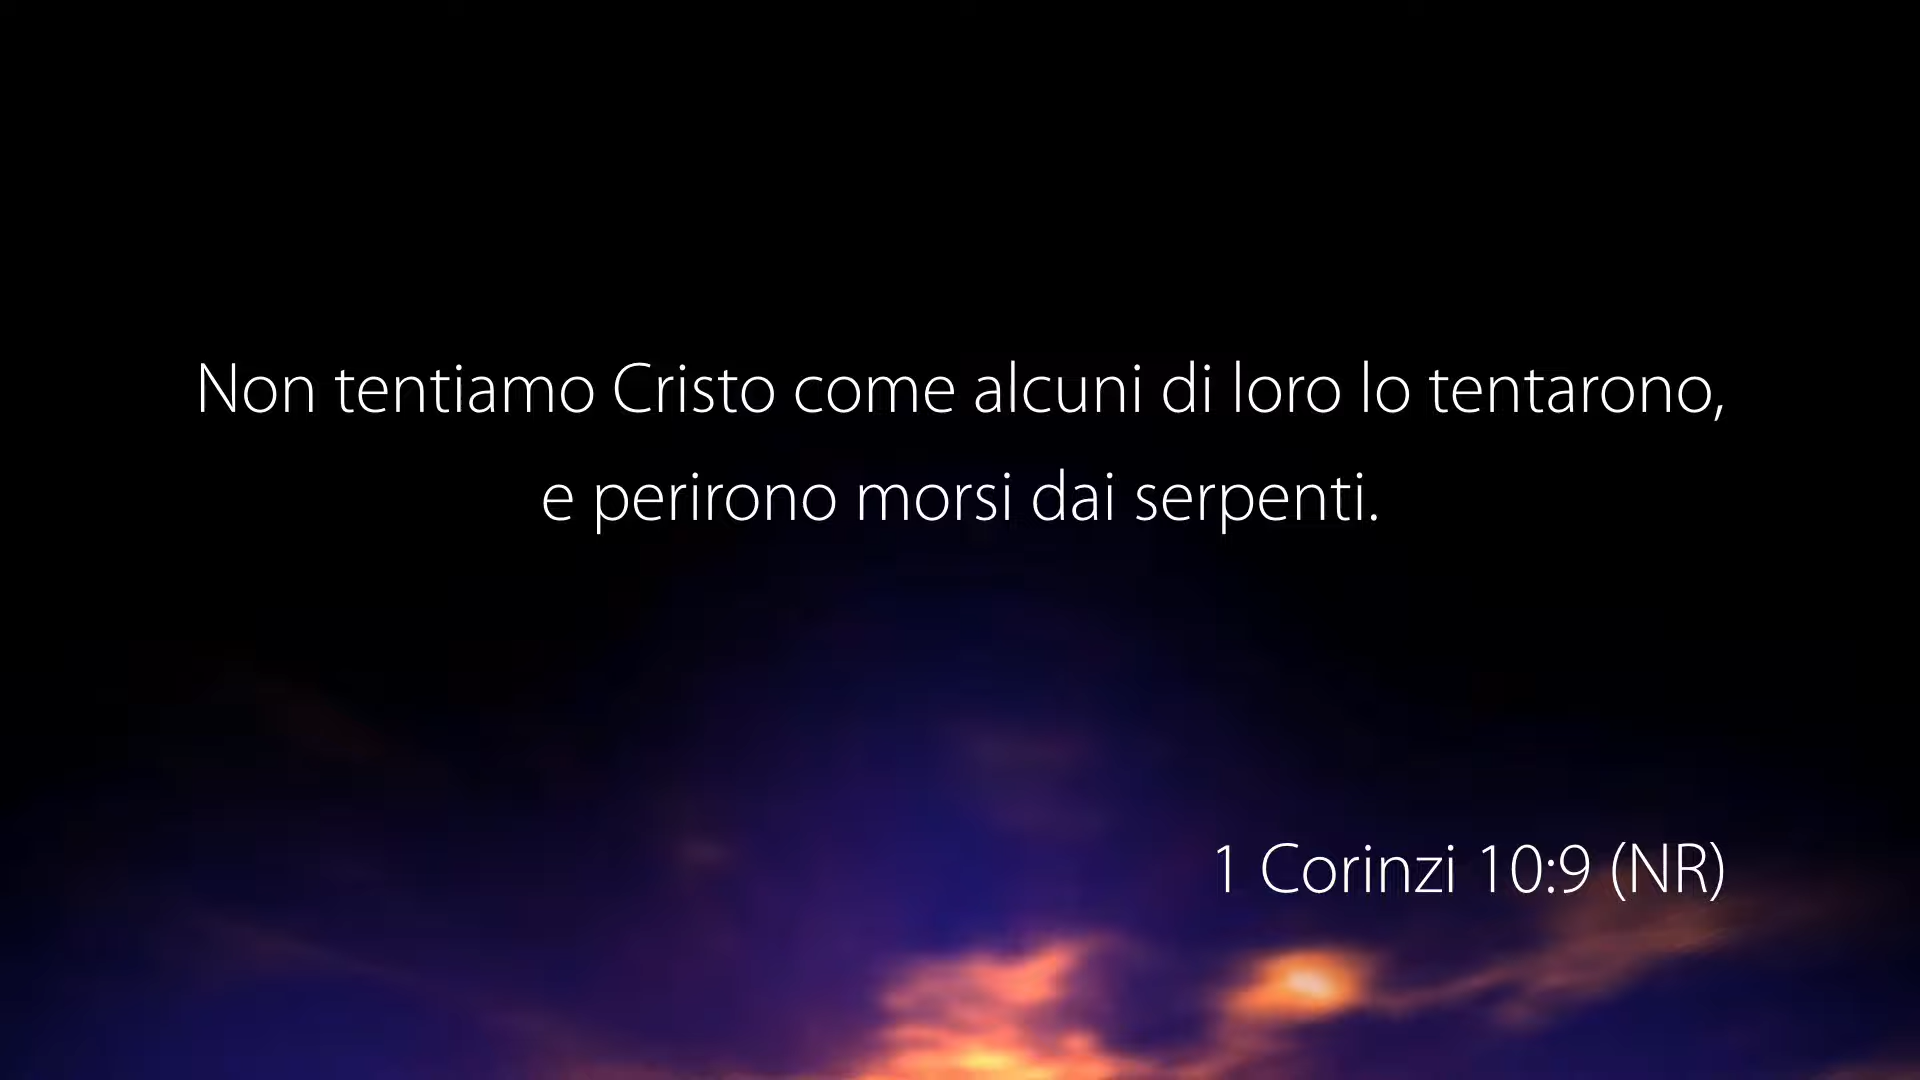 Non tentiamo Cristo come alcuni di loro lo tentarono,
e perirono morsi dai serpenti.
1 Corinzi 10:9 (NR)